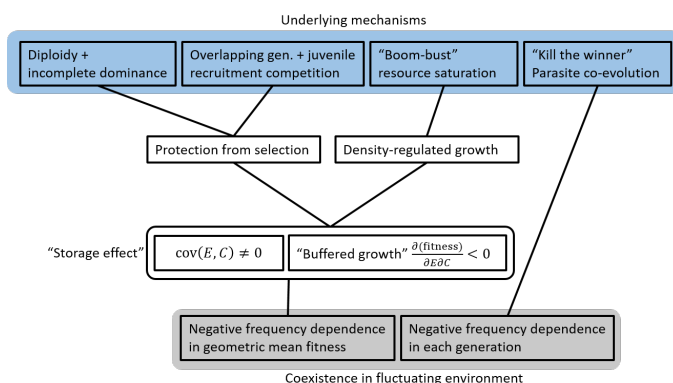 Underlying mechanisms
Diploidy +
incomplete dominance
Overlapping gen. + juvenile
recruitment competition
“Boom-bust”
resource saturation
“Kill the winner”
Parasite co-evolution
Protection from selection
Density-regulated growth
“Storage effect”
cov(E, C) ≠ 0
“Buffered growth” ∂(fitness)/∂E∂C < 0
Negative frequency dependence
in geometric mean fitness
Negative frequency dependence
in each generation
Coexistence in fluctuating environment